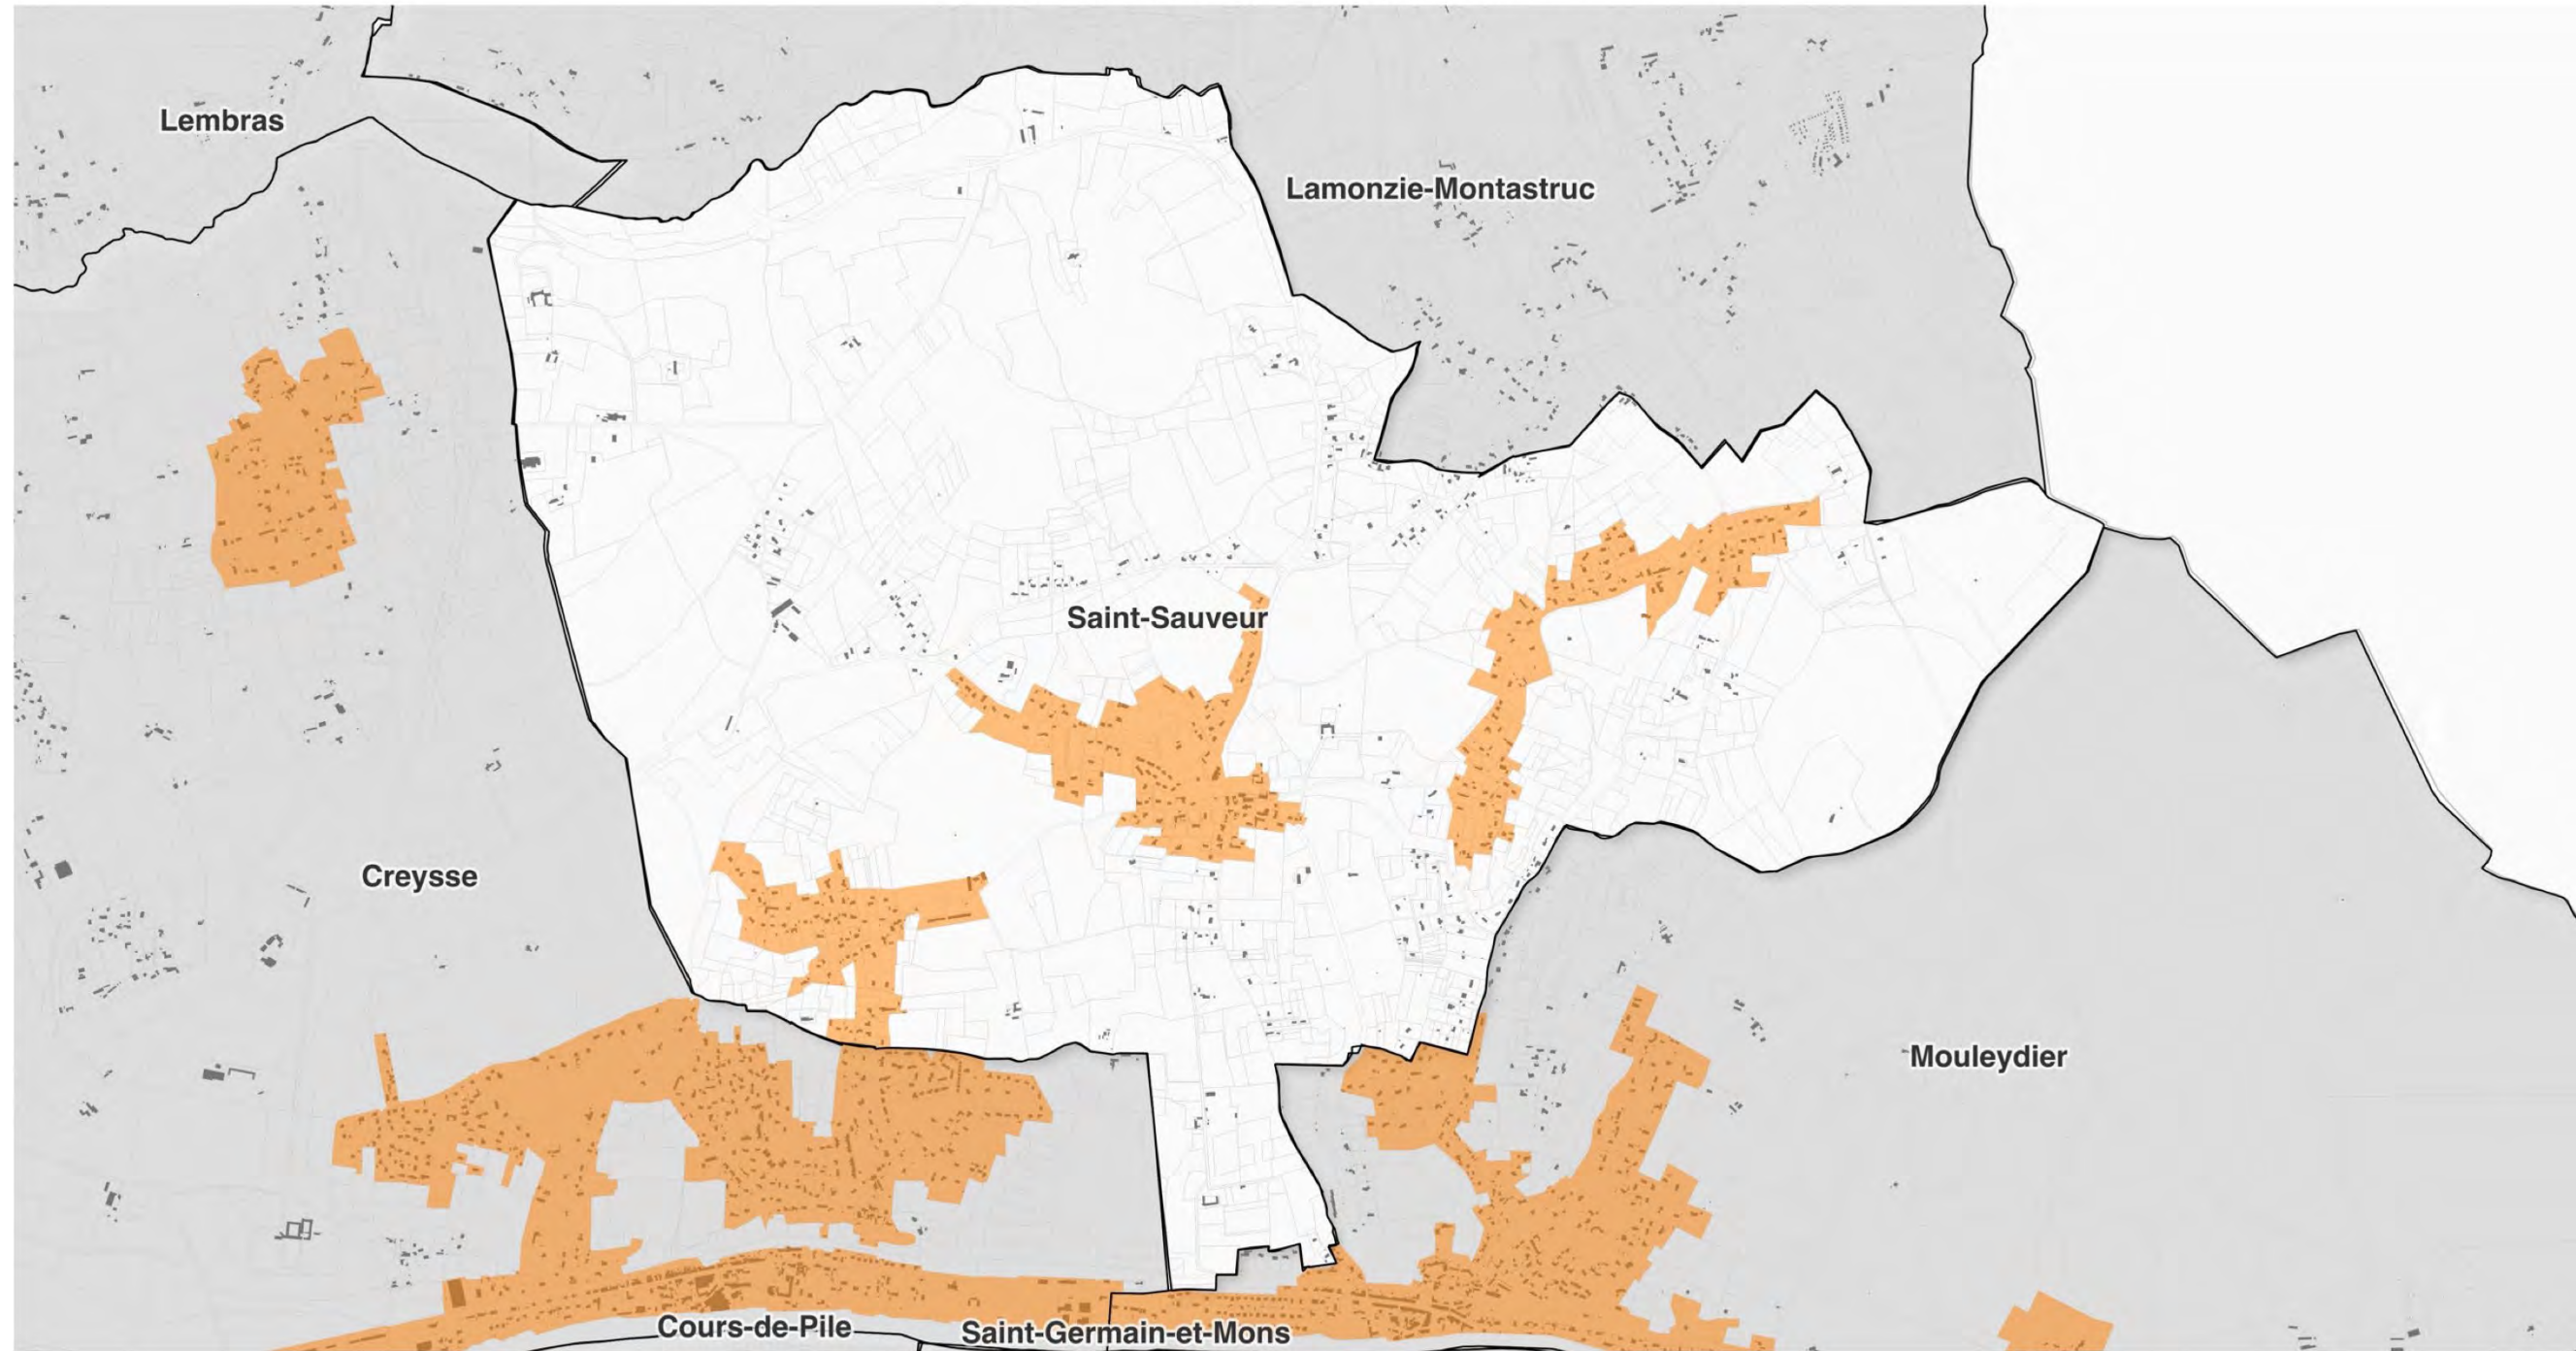 Lembras
Lamonzie-Montastruc
Saint-Sauveur
Creysse
Mouleydier
Cours-de-Pile
Saint-Germain-et-Mons